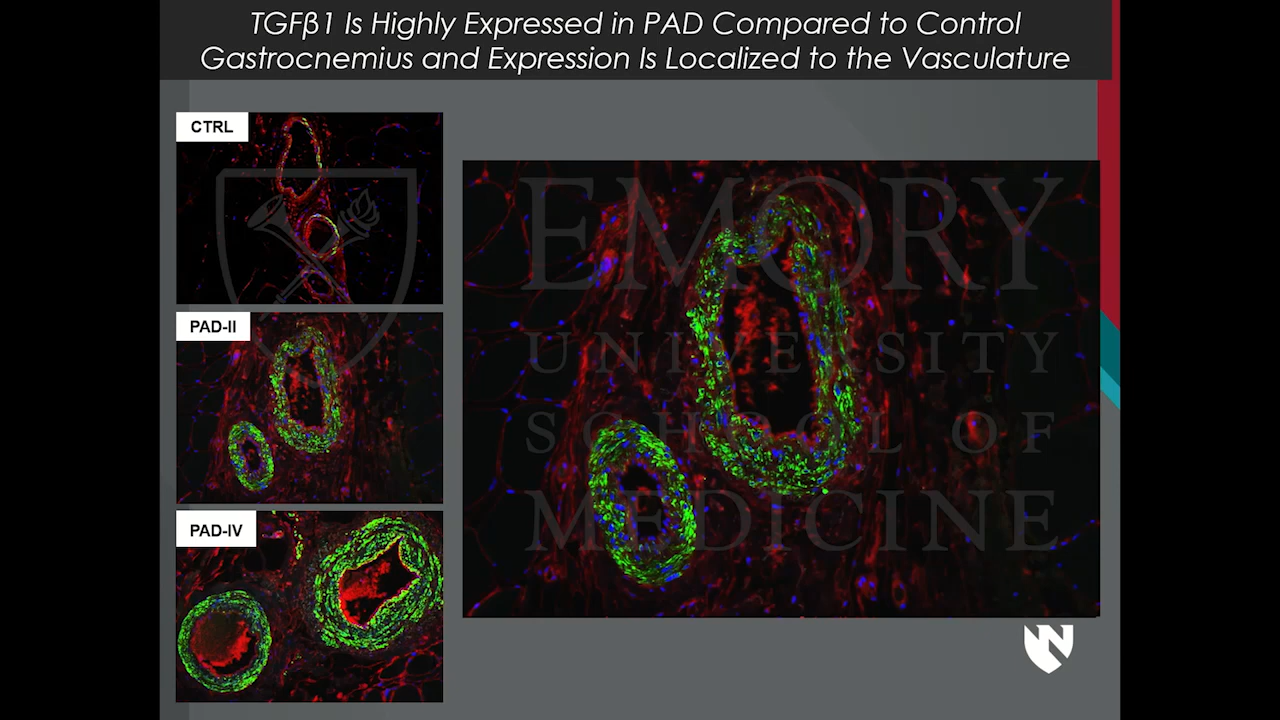 TGFβ1 Is Highly Expressed in PAD Compared to Control
Gastrocnemius and Expression Is Localized to the Vasculature
CTRL
PAD-II
PAD-IV
EMORY
UNIVERSITY
SCHOOL OF
MEDICINE